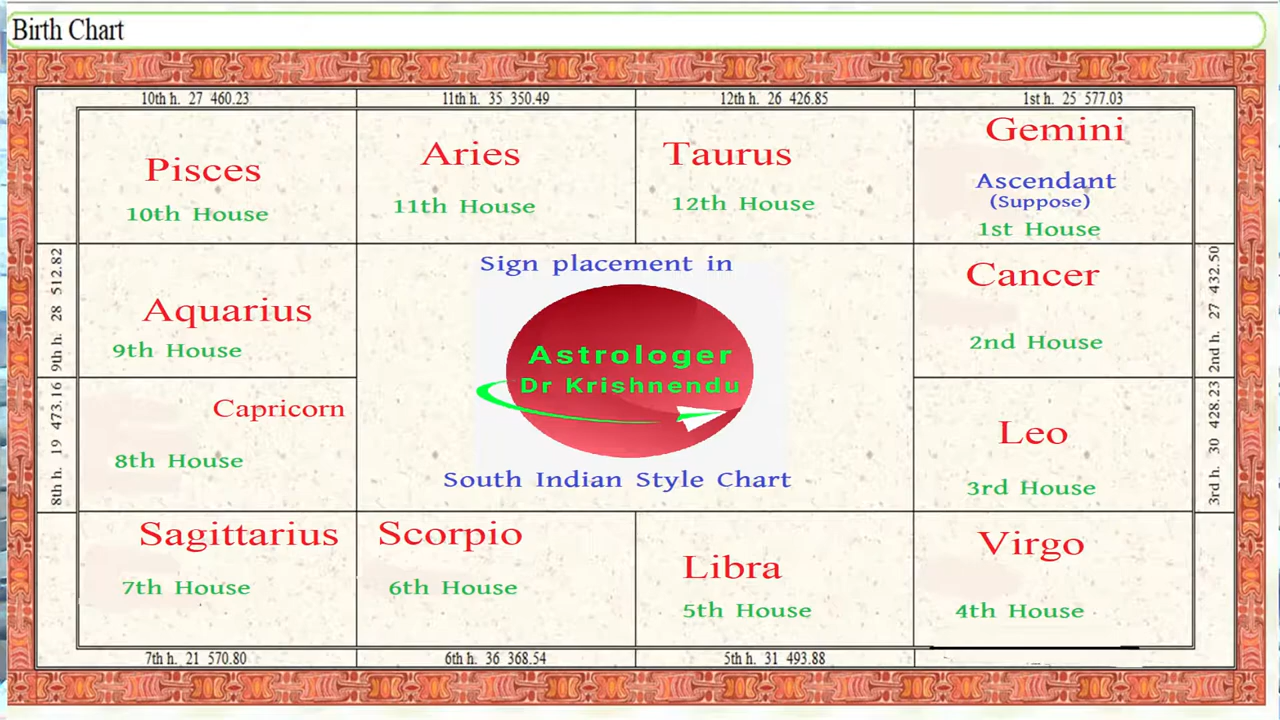 Birth Chart
10th h. 27 460.23
11th h. 35 350.49
12th h. 26 426.85
1st h. 25 577.03
Pisces
10th House
Aries
11th House
Taurus
12th House
Gemini
Ascendant
(Suppose)
1st House
9th h. 28 512.82
Aquarius
9th House
Sign placement in
Astrologer
Dr Krishnendu
South Indian Style Chart
Cancer
2nd House
2nd h. 27 432.50
8th h. 19 473.16
Capricorn
8th House
Leo
3rd House
3rd h. 30 428.23
Sagittarius
7th House
Scorpio
6th House
Libra
5th House
Virgo
4th House
7th h. 21 570.80
6th h. 36 368.54
5th h. 31 493.88